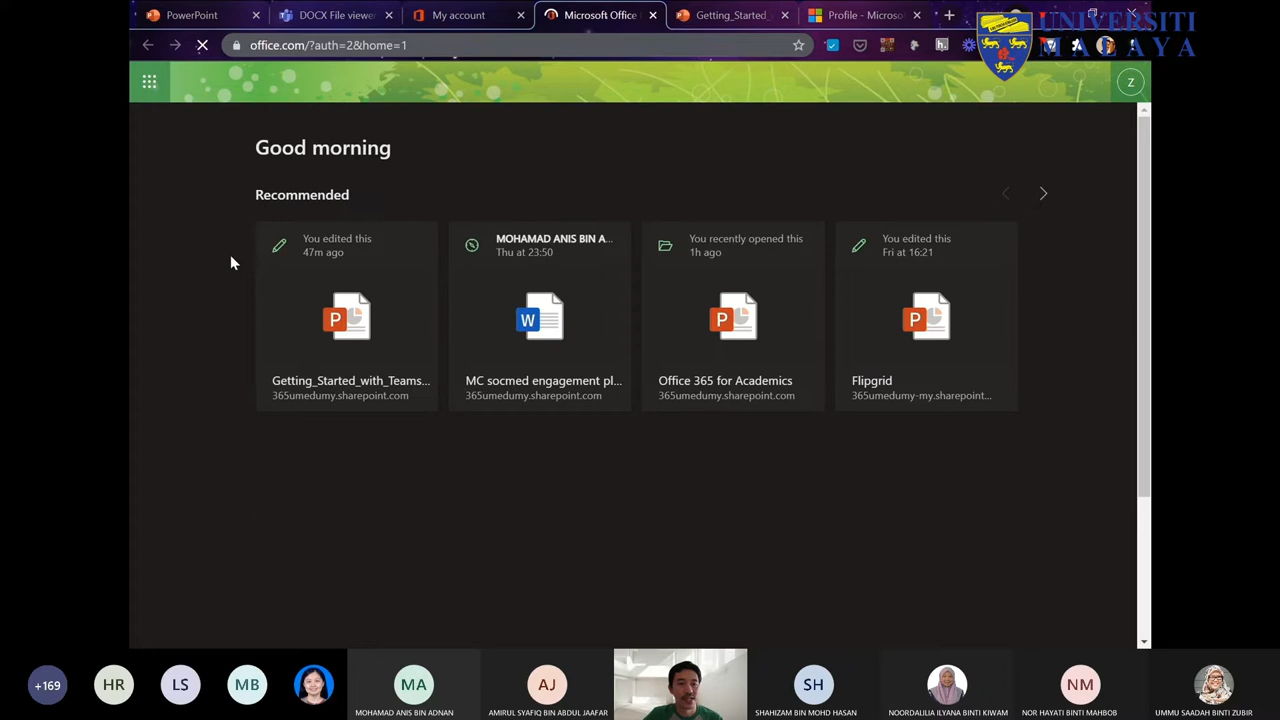 PowerPoint
DOCX File viewer
My account
Microsoft Office
Getting_Started_
Profile - Microso
UNIVERSITI
MALAYA
office.com/?auth=2&home=1
Z
Good morning
Recommended
You edited this
47m ago
MOHAMAD ANIS BIN A...
Thu at 23:50
You recently opened this
1h ago
You edited this
Fri at 16:21
P
W
P
P
Getting_Started_with_Teams...
MC socmed engagement pl...
Office 365 for Academics
Flipgrid
365umedumy.sharepoint.com
365umedumy.sharepoint.com
365umedumy.sharepoint.com
365umedumy-my.sharepoint...
+169
HR
LS
MB
MA
AJ
SH
NM
MOHAMAD ANIS BIN ADNAN
AMIRUL SYAFIQ BIN ABDUL JAAFAR
SHAHIZAM BIN MOHD HASAN
NOORDALILIA ILYANA BINTI KIWAM
NOR HAYATI BINTI MAHBOB
UMMU SAADAH BINTI ZUBIR